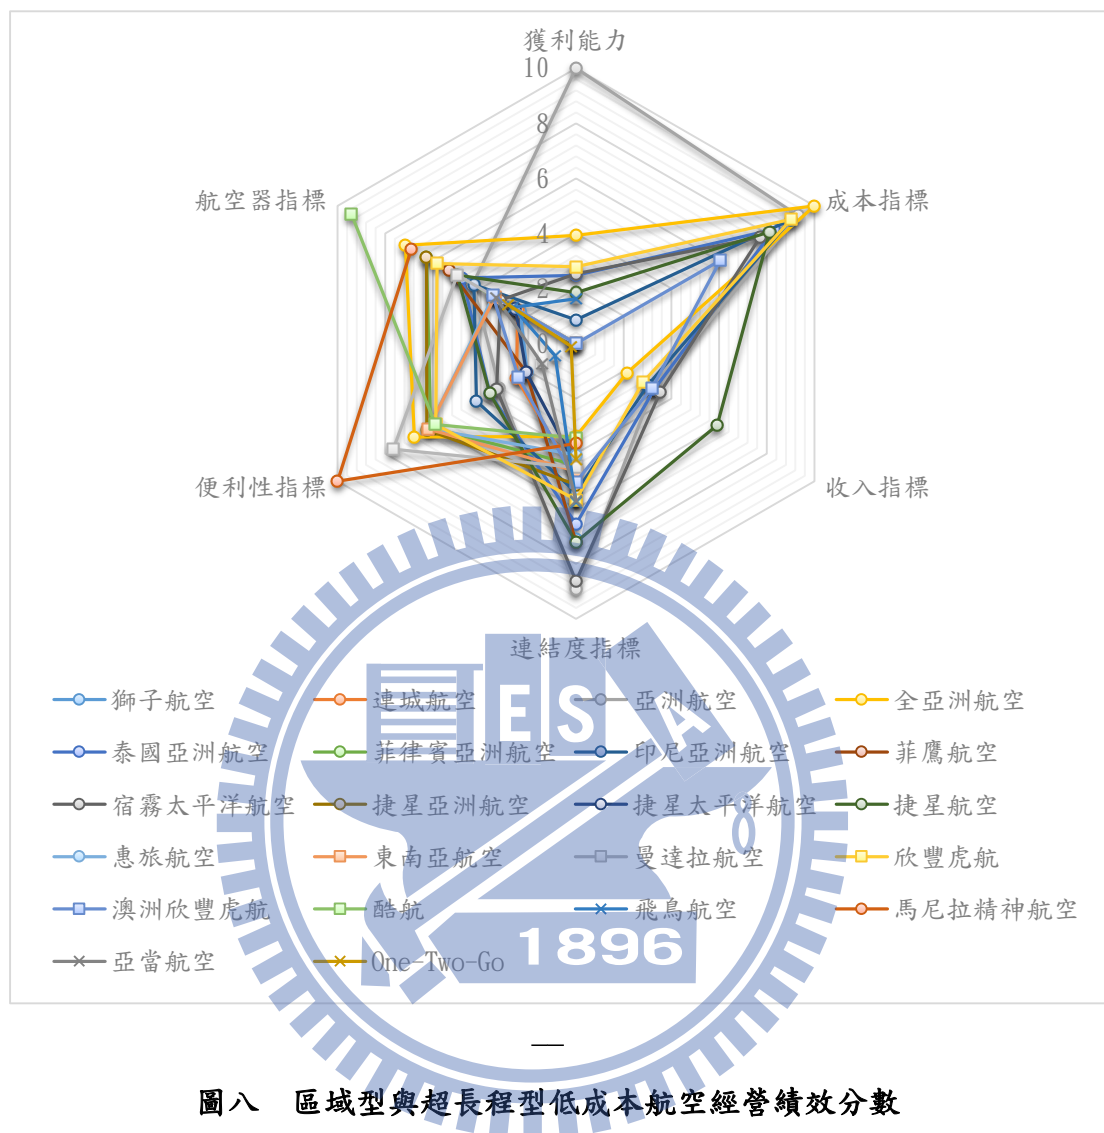 獲利能力
10
8
6
4
2
0
航空器指標
成本指標
便利性指標
收入指標
連結度指標
獅子航空 連城航空 亞洲航空 全亞洲航空
泰國亞洲航空 菲律賓亞洲航空 印尼亞洲航空 菲鷹航空
宿霧太平洋航空 捷星亞洲航空 捷星太平洋航空 捷星航空
惠旅航空 東南亞航空 曼達拉航空 欣豐虎航
澳洲欣豐虎航 酷航 飛鳥航空 馬尼拉精神航空
亞當航空 One-Two-Go
ESA
1896
圖八 區域型與超長程型低成本航空經營績效分數